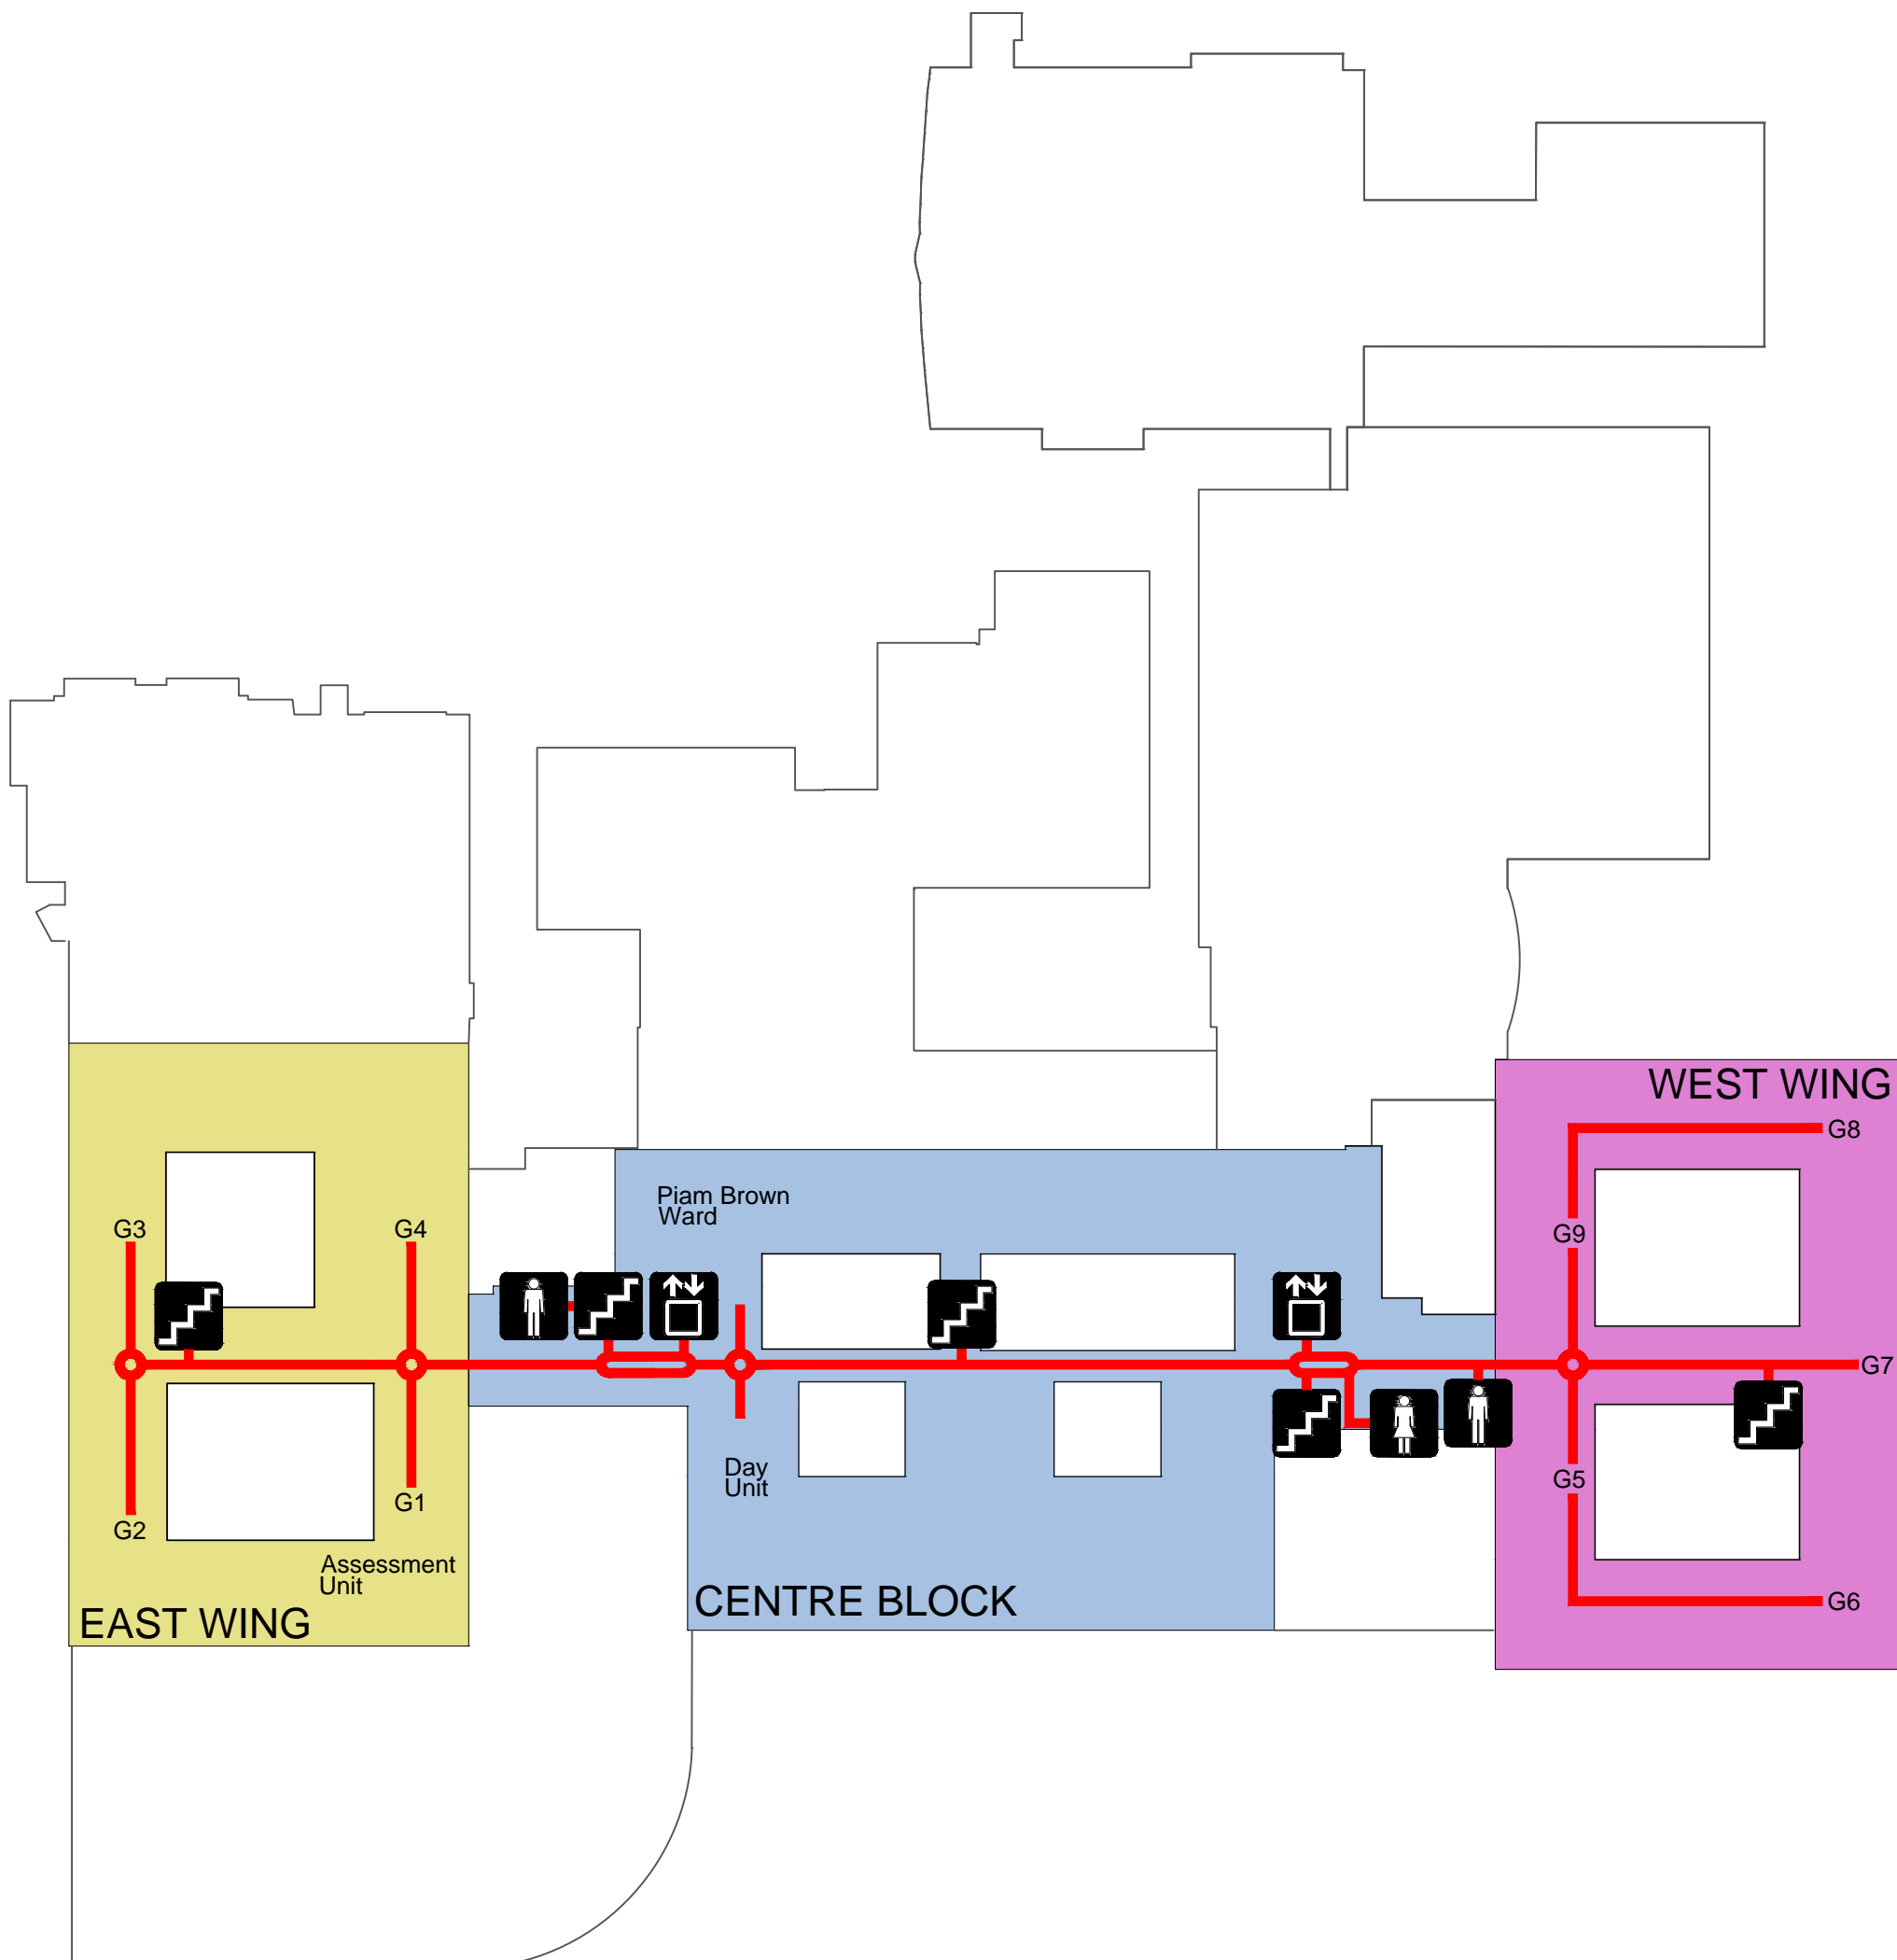 WEST WING
G8
Piam Brown
Ward
G3
G4
G9
G7
Day
Unit
G5
G1
G2
Assessment
Unit
CENTRE BLOCK
G6
EAST WING